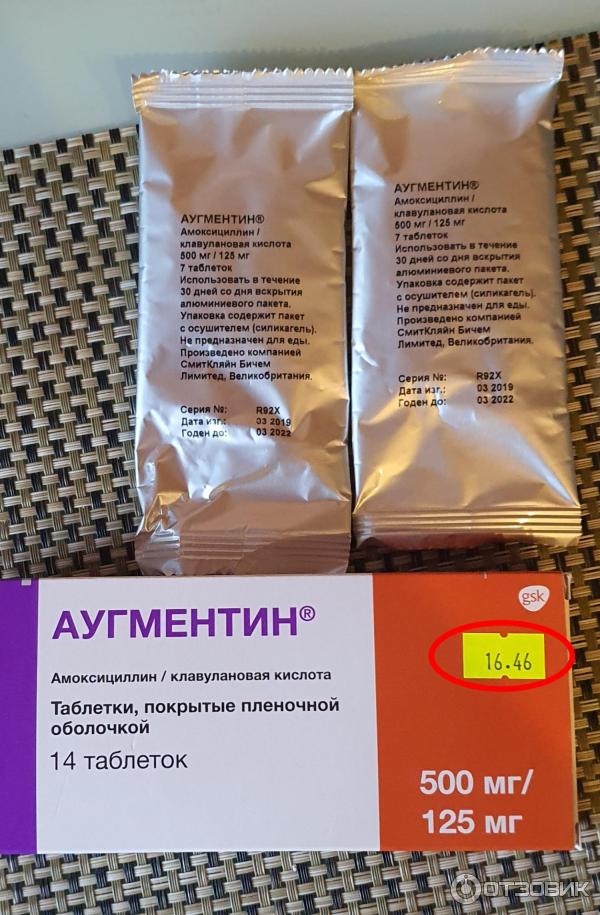 АУГМЕНТИН®
Амоксициллин /
клавулановая кислота
500 мг / 125 мг
7 таблеток
Использовать в течение
30 дней со дня вскрытия
алюминиевого пакета.
Упаковка содержит пакет
с осушителем (силикагель).
Не предназначен для еды.
Произведено компанией
СмитКляйн Бичем
Лимитед, Великобритания.
Серия №: R92X
Дата изг.: 03 2019
Годен до: 03 2022
АУГМЕНТИН®
Амоксициллин /
клавулановая кислота
500 мг / 125 мг
7 таблеток
Использовать в течение
30 дней со дня вскрытия
алюминиевого пакета.
Упаковка содержит пакет
с осушителем (силикагель).
Не предназначен для еды.
Произведено компанией
СмитКляйн Бичем
Лимитед, Великобритания.
Серия №: R92X
Дата изг.: 03 2019
Годен до: 03 2022
АУГМЕНТИН®
gsk
16.46
Амоксициллин / клавулановая кислота
Таблетки, покрытые пленочной
оболочкой
14 таблеток
500 мг/
125 мг
ОТЗОВИК